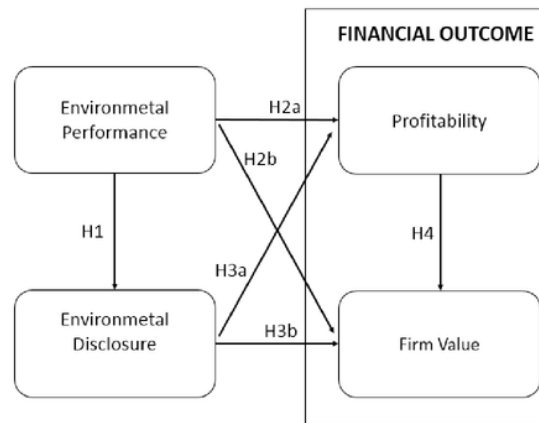 FINANCIAL OUTCOME
Environmetal
Performance
H2a
Profitability
H2b
H1
H4
H3a
Environmetal
Disclosure
H3b
Firm Value